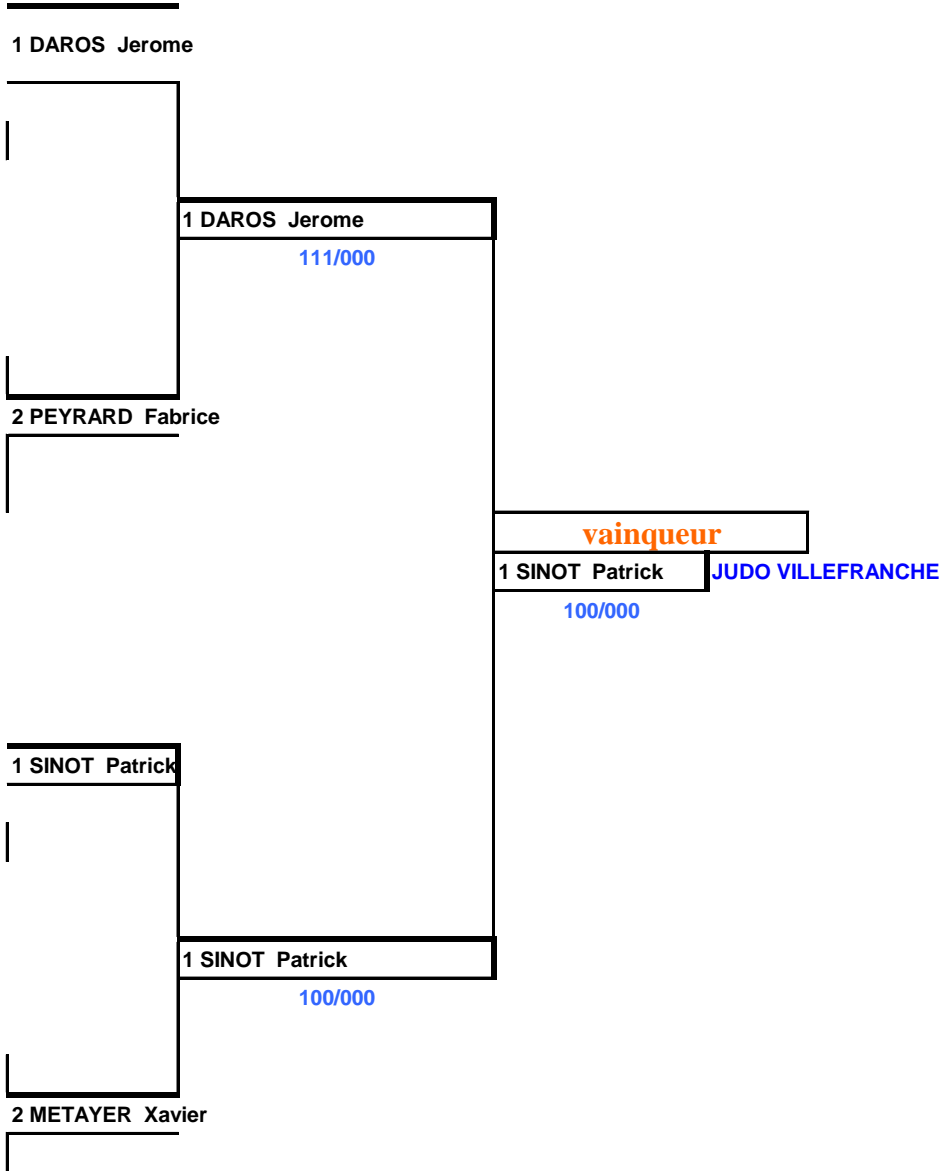 1 DAROS Jerome
1 DAROS Jerome
111/000
2 PEYRARD Fabrice
vainqueur
1 SINOT Patrick JUDO VILLEFRANCHE
100/000
1 SINOT Patrick
1 SINOT Patrick
100/000
2 METAYER Xavier